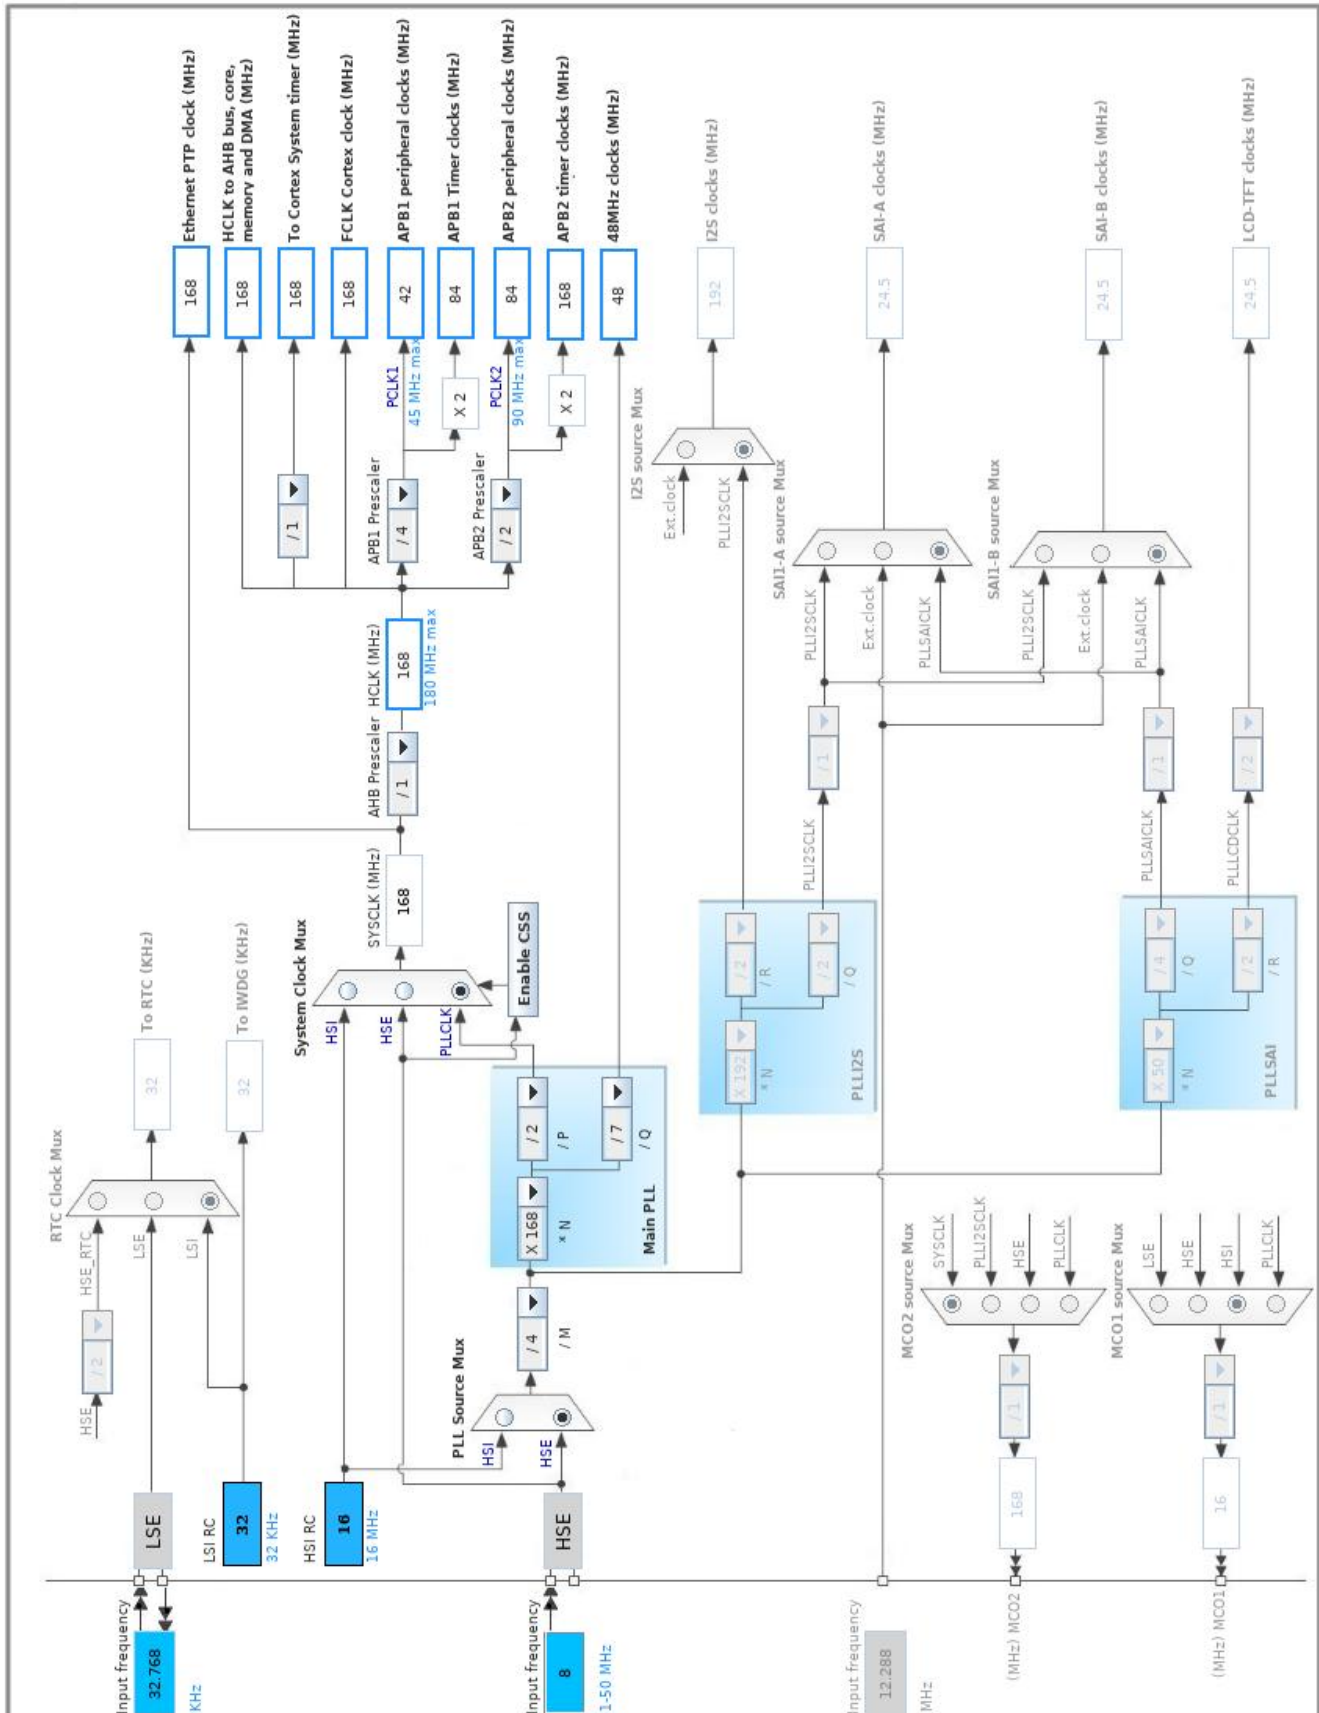 Input frequency
32.768
KHz
LSE
LSI RC
32
32 KHz
HSI RC
16
16 MHz
HSE
/ 2
HSE_RTC
LSE
LSI
RTC Clock Mux
32
To RTC (KHz)
32
To IWDG (KHz)
Input frequency
8
1-50 MHz
HSE
PLL Source Mux
HSI
HSE
/ 4
/ M
X 168
* N
/ 2
/ P
/ 7
/ Q
Main PLL
System Clock Mux
HSI
HSE
PLLCLK
Enable CSS
SYSCLK (MHz)
168
AHB Prescaler
/ 1
HCLK (MHz)
168
180 MHz max
/ 1
APB1 Prescaler
/ 4
PCLK1
45 MHz max
X 2
APB2 Prescaler
/ 2
PCLK2
90 MHz max
X 2
168
Ethernet PTP clock (MHz)
168
HCLK to AHB bus, core,
memory and DMA (MHz)
168
To Cortex System timer (MHz)
168
FCLK Cortex clock (MHz)
42
APB1 peripheral clocks (MHz)
84
APB1 Timer clocks (MHz)
84
APB2 peripheral clocks (MHz)
168
APB2 timer clocks (MHz)
48
48MHz clocks (MHz)
X 192
* N
/ 2
/ R
/ 2
/ Q
PLLI2S
PLLI2SCLK
/ 1
I2S source Mux
Ext.clock
PLLI2SCLK
192
I2S clocks (MHz)
SAI1-A source Mux
PLLI2SCLK
Ext.clock
PLLSAICLK
24.5
SAI-A clocks (MHz)
SAI1-B source Mux
PLLI2SCLK
Ext.clock
PLLSAICLK
24.5
SAI-B clocks (MHz)
X 50
* N
/ 4
/ Q
/ 2
/ R
PLLSAI
PLLSAICLK
/ 1
PLLLCDCLK
/ 2
24.5
LCD-TFT clocks (MHz)
Input frequency
12.288
MHz
MCO2 source Mux
SYSCLK
PLLI2SCLK
HSE
PLLCLK
/ 1
168
(MHz) MCO2
MCO1 source Mux
LSE
HSE
HSI
PLLCLK
/ 1
16
(MHz) MCO1